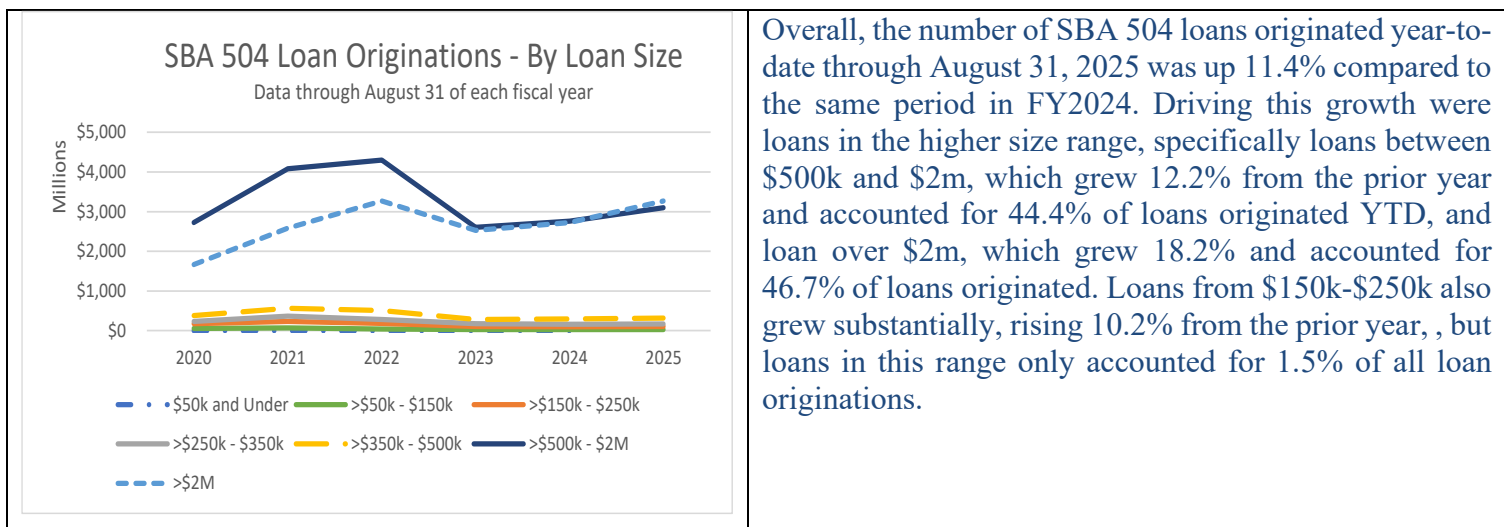 SBA 504 Loan Originations - By Loan Size
Data through August 31 of each fiscal year
Millions
$5,000
$4,000
$3,000
$2,000
$1,000
$0
2020 2021 2022 2023 2024 2025
$50k and Under >$50k - $150k >$150k - $250k
>$250k - $350k >$350k - $500k >$500k - $2M
>$2M
Overall, the number of SBA 504 loans originated year-to-
date through August 31, 2025 was up 11.4% compared to
the same period in FY2024. Driving this growth were
loans in the higher size range, specifically loans between
$500k and $2m, which grew 12.2% from the prior year
and accounted for 44.4% of loans originated YTD, and
loan over $2m, which grew 18.2% and accounted for
46.7% of loans originated. Loans from $150k-$250k also
grew substantially, rising 10.2% from the prior year, , but
loans in this range only accounted for 1.5% of all loan
originations.